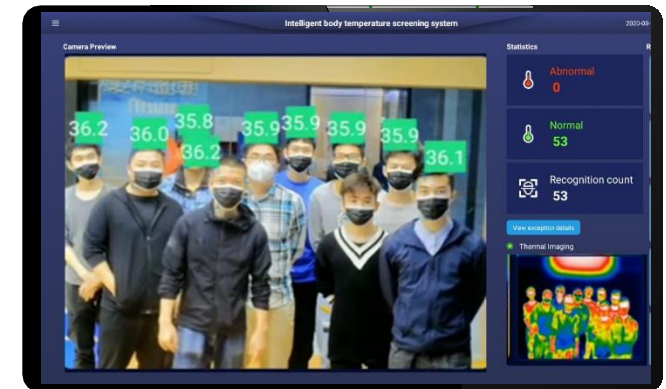 Intelligent body temperature screening system
2020-03-
Camera Preview
Statistics
R
36.2
36.0
35.8
36.2
35.9
35.9
35.9
35.9
36.1
Abnormal
0
Normal
53
Recognition count
53
View exception details
Thermal Imaging